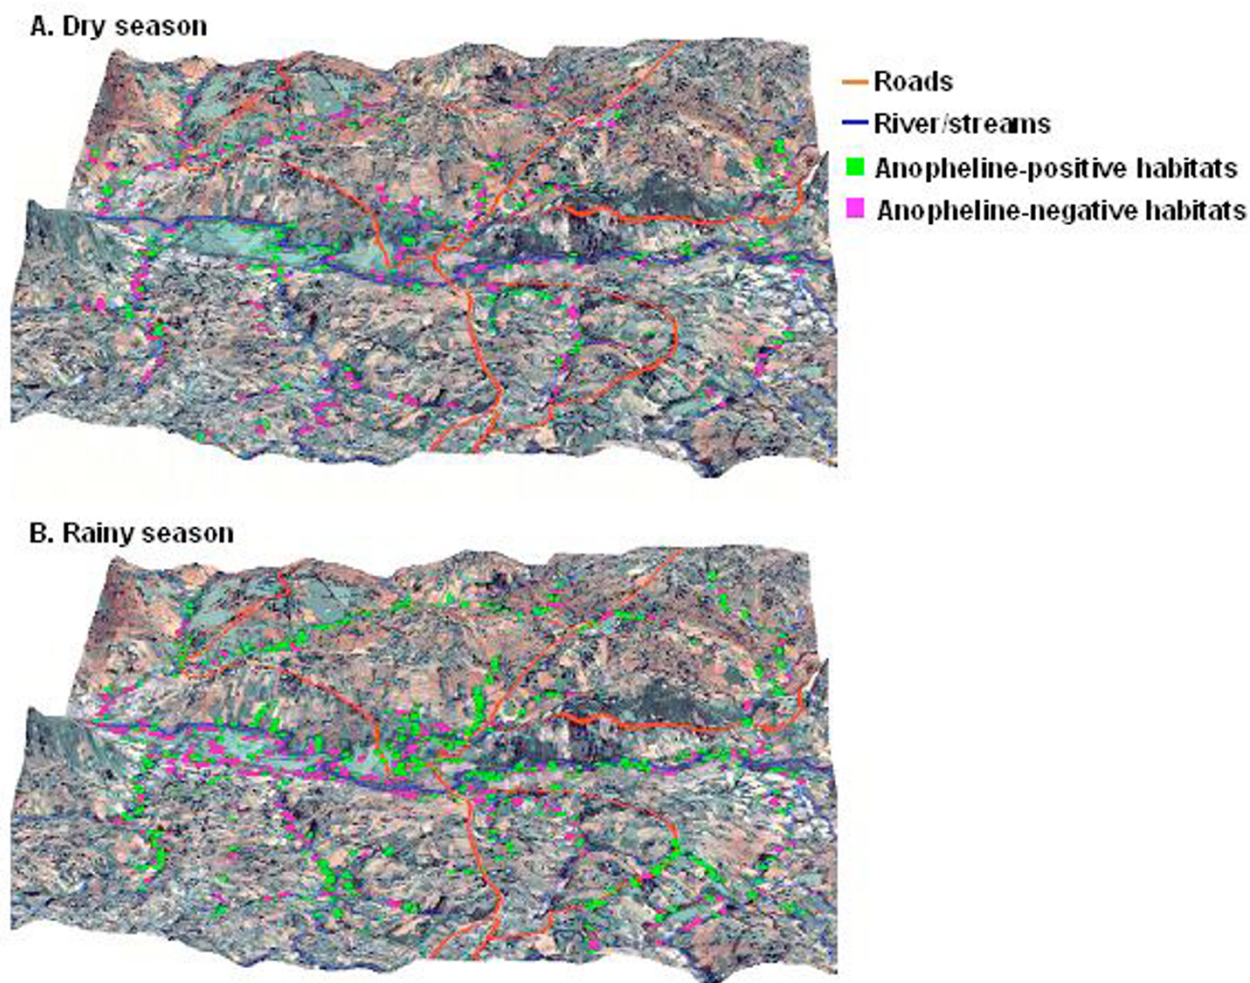 A. Dry season
Roads
River/streams
Anopheline-positive habitats
Anopheline-negative habitats
B. Rainy season